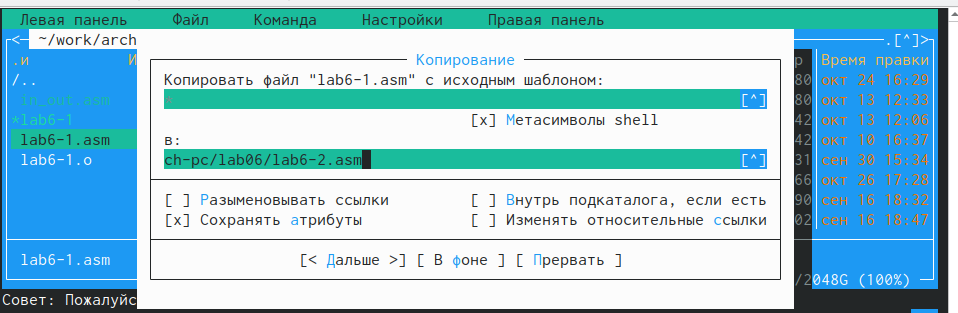 Левая панель Файл Команда Настройки Правая панель
<- ~/work/arch .[^]>
.и И р Время правки
Копирование
/.. Копировать файл "lab6-1.asm" с исходным шаблоном: 80 окт 24 16:29
in_out.asm * [^] 80 окт 13 12:33
*lab6-1 [x] Метасимволы shell 42 окт 13 12:06
lab6-1.asm в: 42 окт 10 16:37
lab6-1.o ch-pc/lab06/lab6-2.asm [^] 31 сен 30 15:34
66 окт 26 17:28
[ ] Разыменовывать ссылки [ ] Внутрь подкаталога, если есть 90 сен 16 18:32
[x] Сохранять атрибуты [ ] Изменять относительные ссылки 02 сен 16 18:47
lab6-1.asm [< Дальше >] [ В фоне ] [ Прервать ]
/2048G (100%)
Совет: Пожалуйс